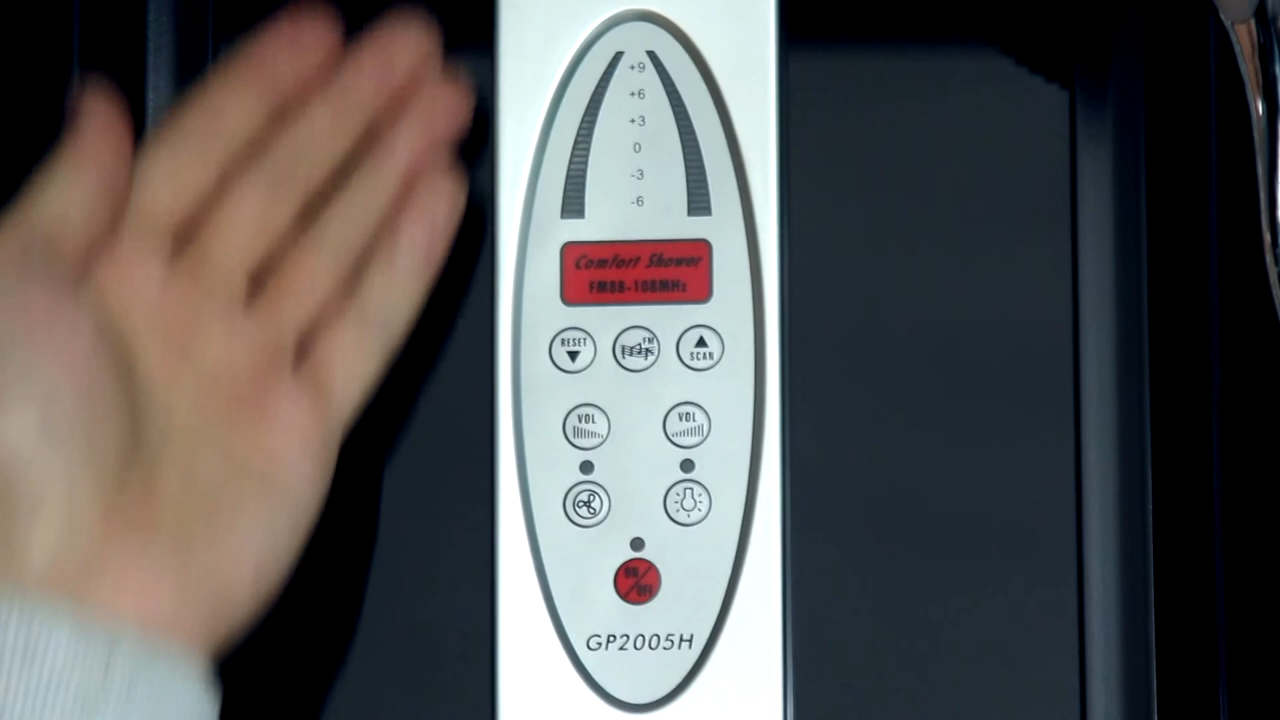 +9
+6
+3
0
-3
-6
Comfort Shower
FM88-108MHz
RESET
FM
SCAN
VOL
VOL
ON/OFF
GP2005H